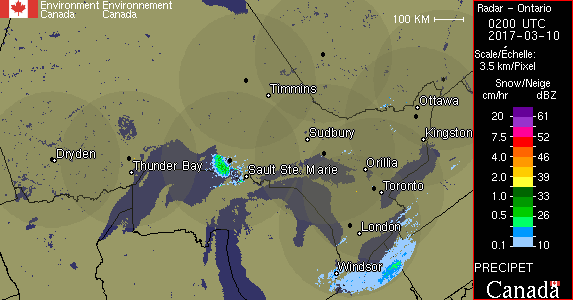 Environment Environnement
Canada Canada
100 KM
Timmins
Ottawa
Sudbury
Kingston
Dryden
Thunder Bay
Sault Ste. Marie
Orillia
Toronto
London
Windsor
Radar - Ontario
0200 UTC
2017-03-10
Scale/Échelle:
3.5 km/Pixel
Snow/Neige
cm/hr dBZ
20 61
7.5 52
4.0 46
2.0 39
1.0 33
0.5 26
0.1 10
PRECIPET
Canada